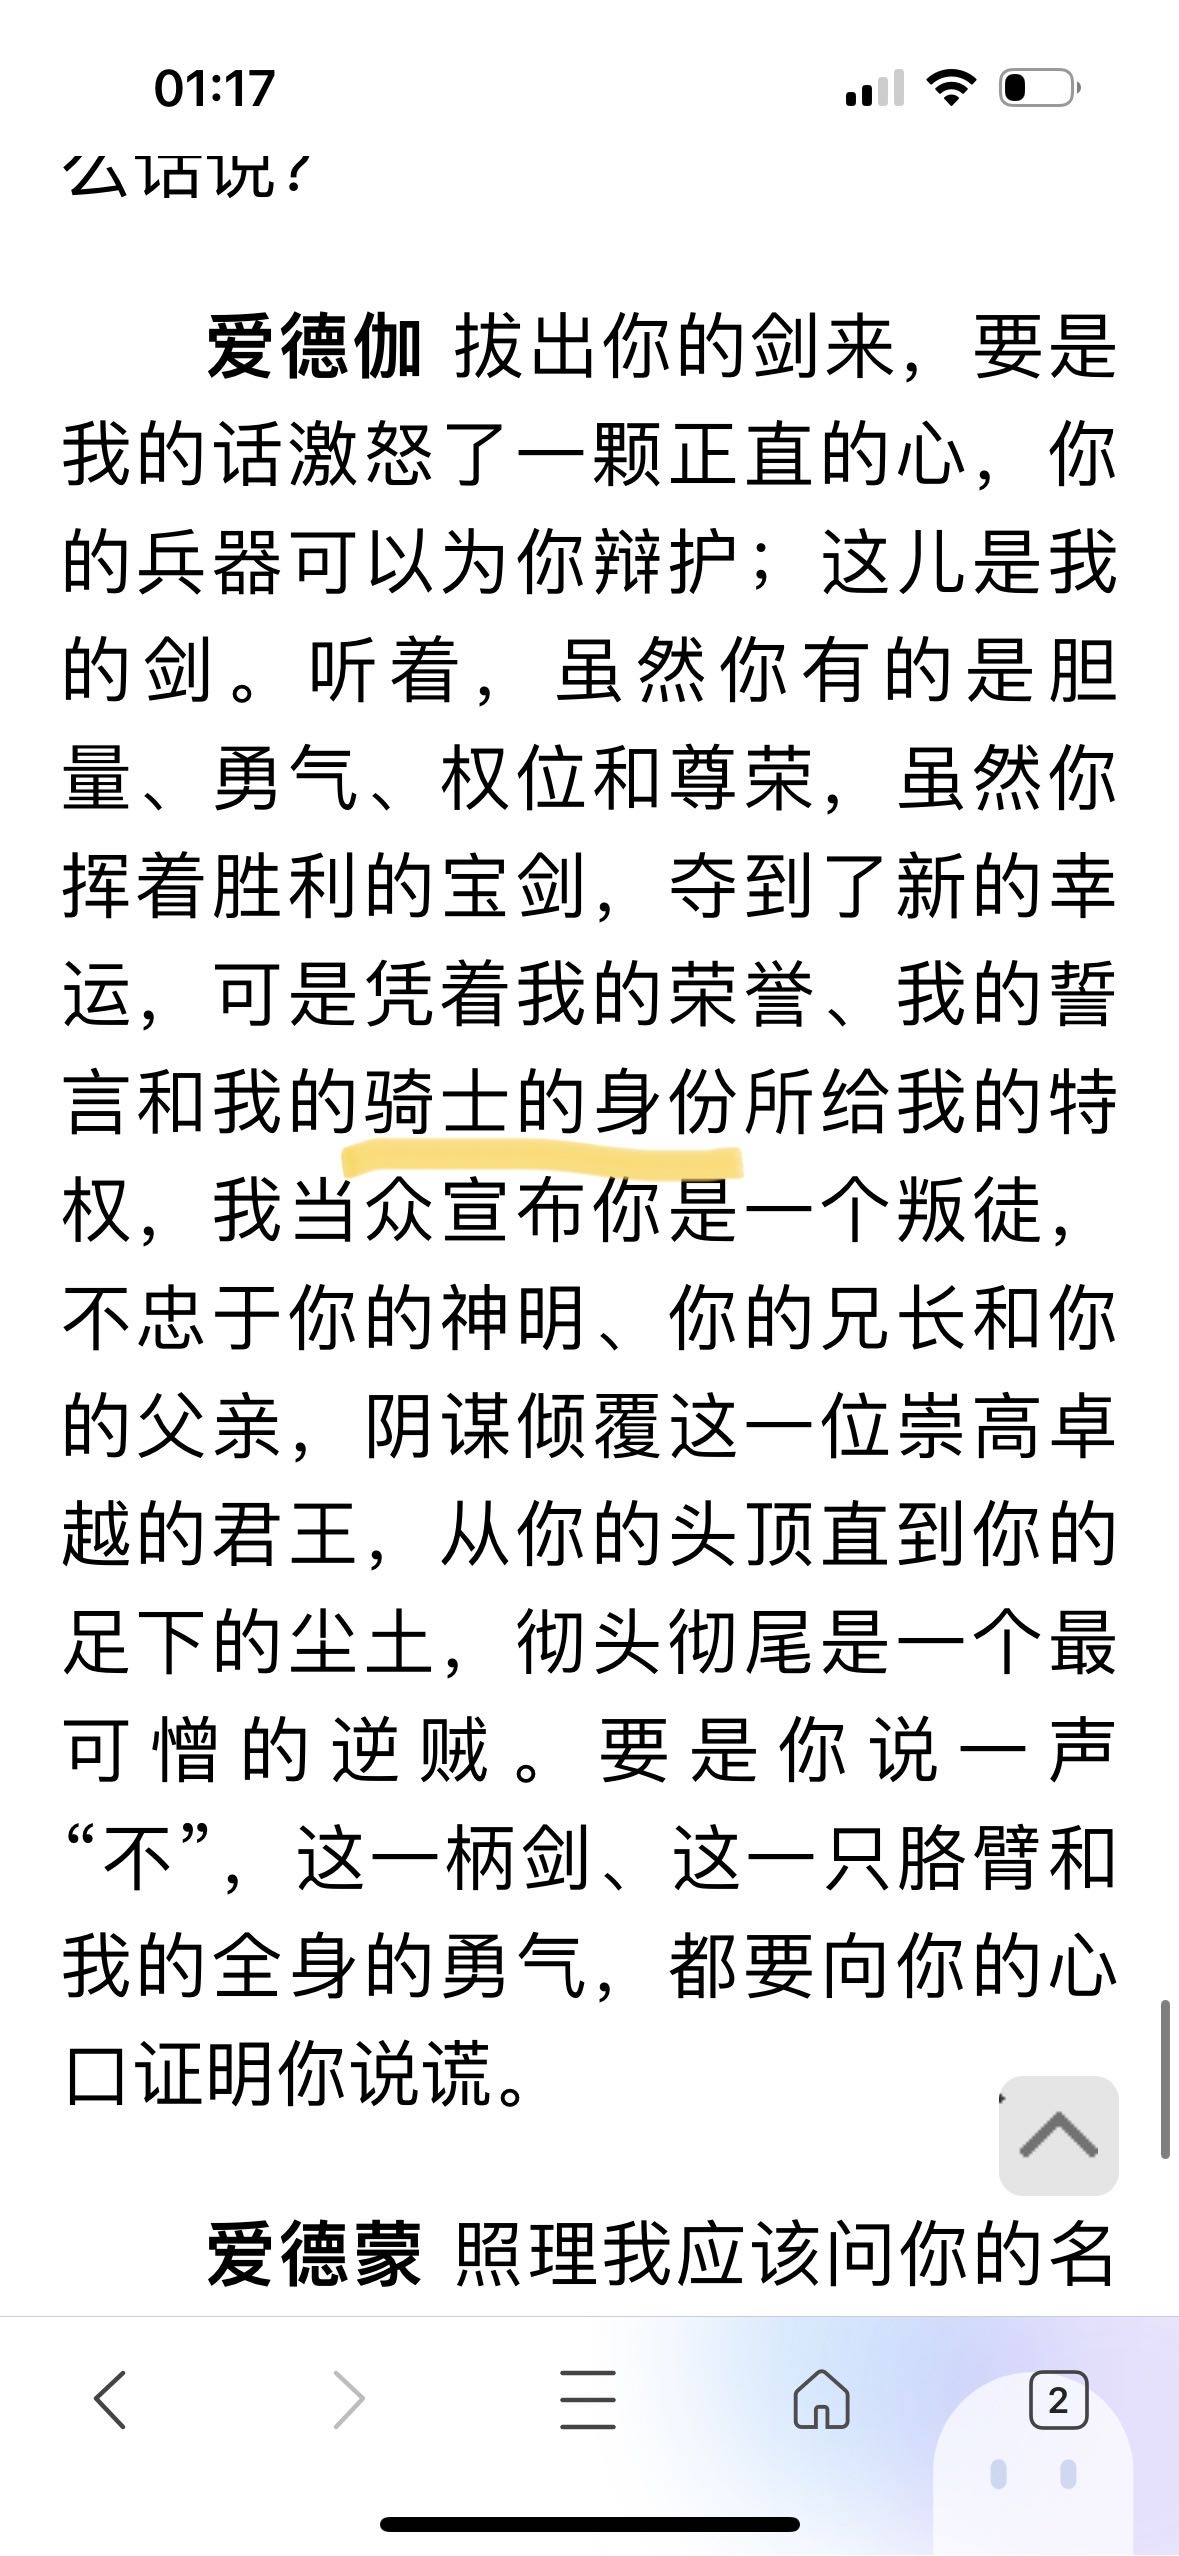 01:17
么话说？
爱德伽 拔出你的剑来，要是
我的话激怒了一颗正直的心，你
的兵器可以为你辩护；这儿是我
的剑。听着，虽然你有的是胆
量、勇气、权位和尊荣，虽然你
挥着胜利的宝剑，夺到了新的幸
运，可是凭着我的荣誉、我的誓
言和我的骑士的身份所给我的特
权，我当众宣布你是一个叛徒，
不忠于你的神明、你的兄长和你
的父亲，阴谋倾覆这一位崇高卓
越的君王，从你的头顶直到你的
足下的尘土，彻头彻尾是一个最
可憎的逆贼。要是你说一声
“不”，这一柄剑、这一只胳臂和
我的全身的勇气，都要向你的心
口证明你说谎。
爱德蒙 照理我应该问你的名
2